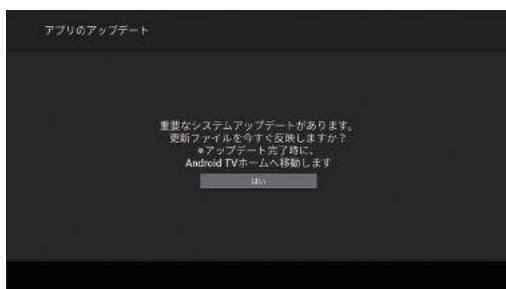 アプリのアップデート
重要なシステムアップデートがあります。
更新ファイルを今すぐ反映しますか？
※アップデート完了時に、
Android TVホームへ移動します
はい